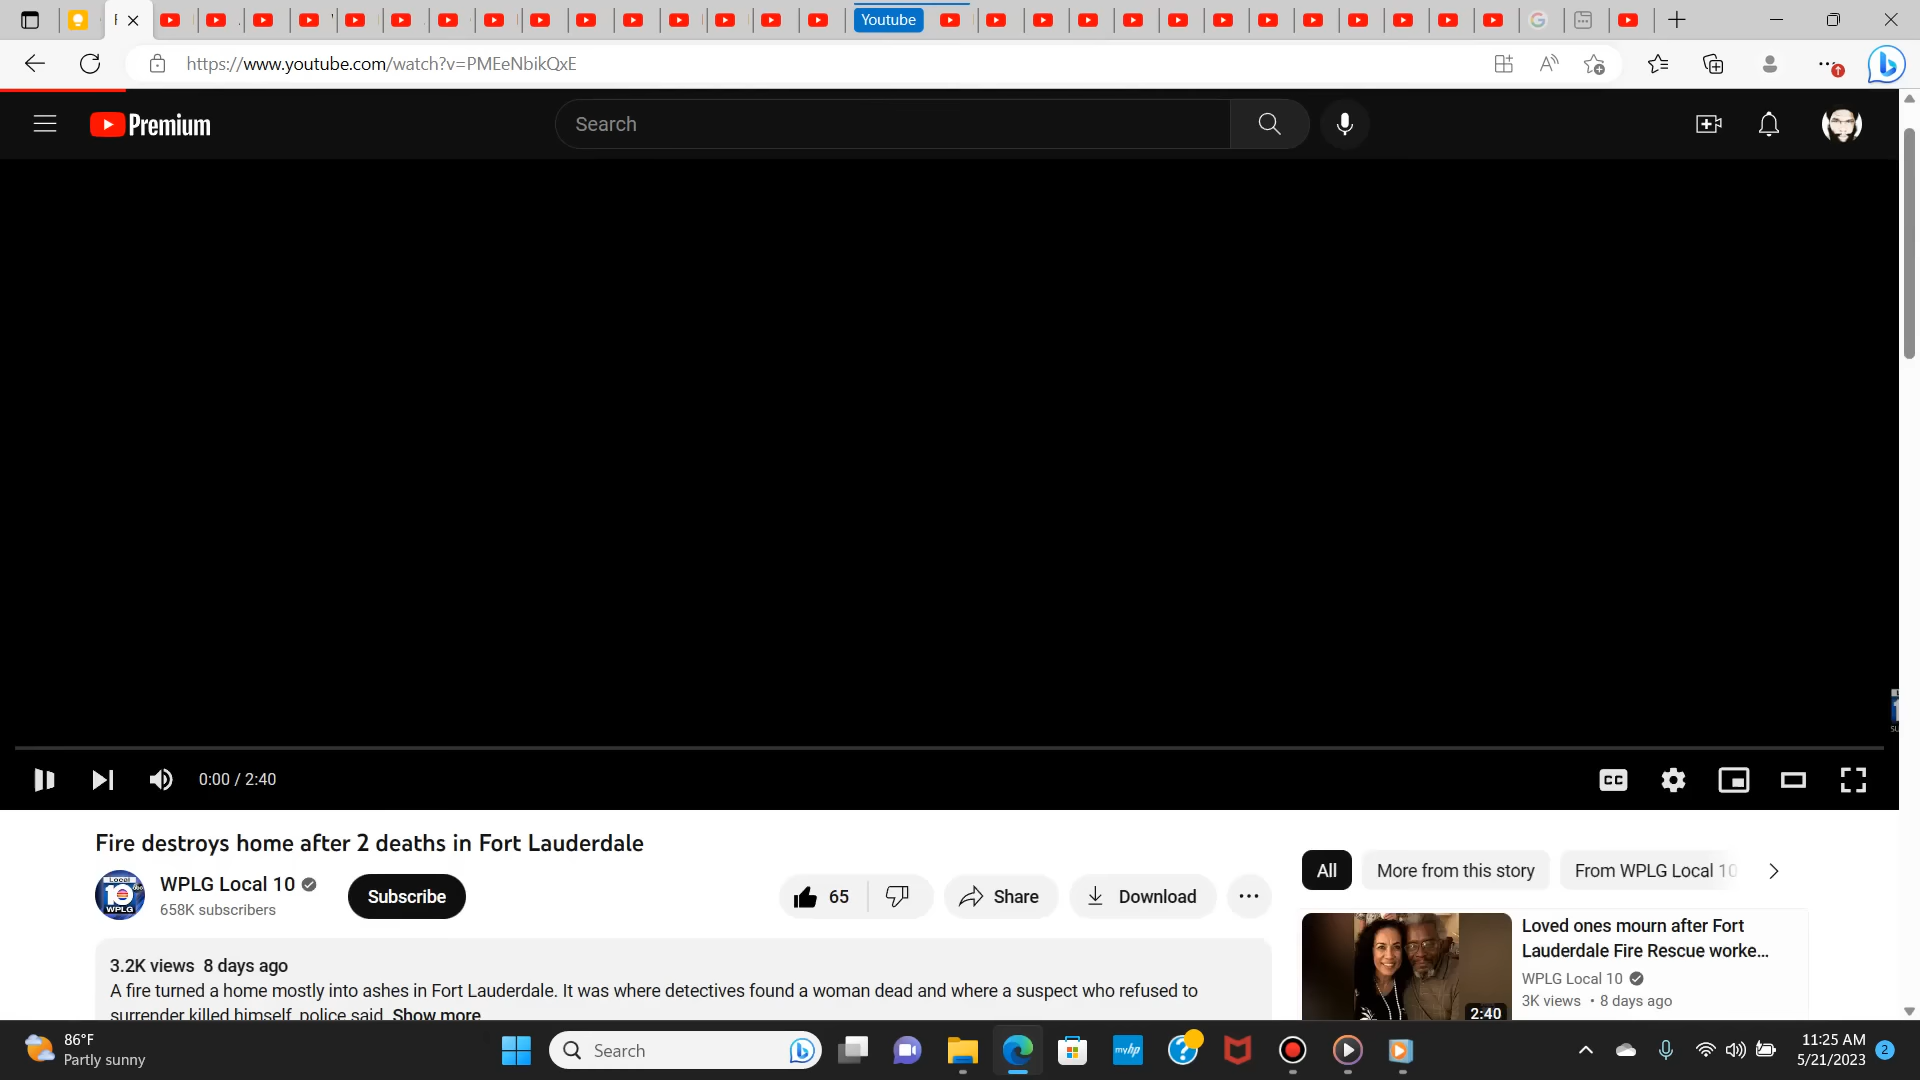 Youtube
https://www.youtube.com/watch?v=PMEeNbikQxE
Premium
Search
0:00 / 2:40
Fire destroys home after 2 deaths in Fort Lauderdale
WPLG Local 10
658K subscribers
Subscribe
65
Share
Download
3.2K views 8 days ago
A fire turned a home mostly into ashes in Fort Lauderdale. It was where detectives found a woman dead and where a suspect who refused to
surrender killed himself, police said. Show more
All
More from this story
From WPLG Local 10
Loved ones mourn after Fort
Lauderdale Fire Rescue worke...
WPLG Local 10
3K views • 8 days ago
2:40
Local
10
WPLG
86°F
Partly sunny
Search
myhp
11:25 AM
5/21/2023
2